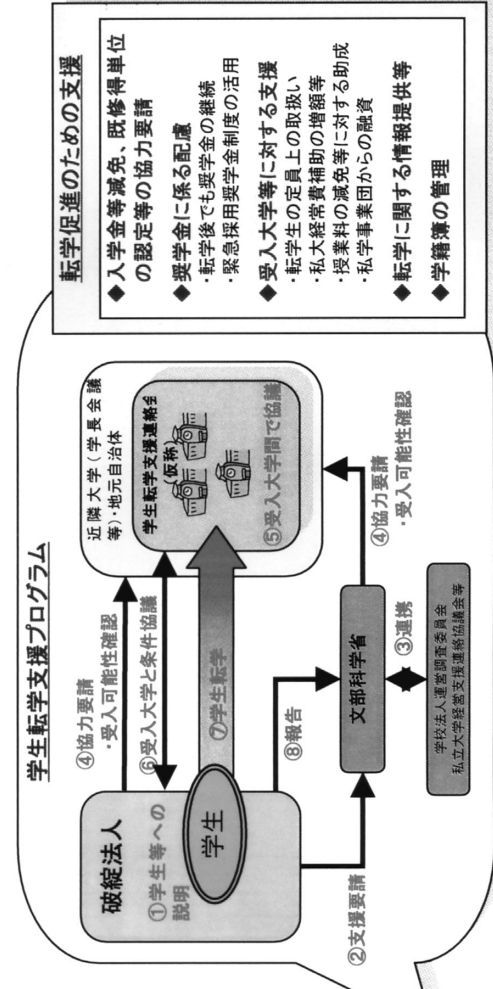 学生転学支援プログラム
破綻法人
①学生等への
説明
学生
④協力要請
・受入可能性確認
⑥受入大学と条件協議
⑦学生転学
⑧報告
②支援要請
近隣大学(学長会議
等)・地元自治体
学生転学支援連絡会
(仮称)
⑤受入大学間で協議
文部科学省
④協力要請
・受入可能性確認
③連携
学校法人運営調査委員会
私立大学経営支援連絡協議会等
転学促進のための支援
◆入学金等減免、既修得単位
の認定等の協力要請
◆奨学金に係る配慮
・転学後でも奨学金の継続
・緊急採用奨学金制度の活用
◆受入大学等に対する支援
・転学生の定員上の取扱い
・私大経常費補助の増額等
・授業料の減免等に対する助成
・私学事業団からの融資
◆転学に関する情報提供等
◆学籍簿の管理